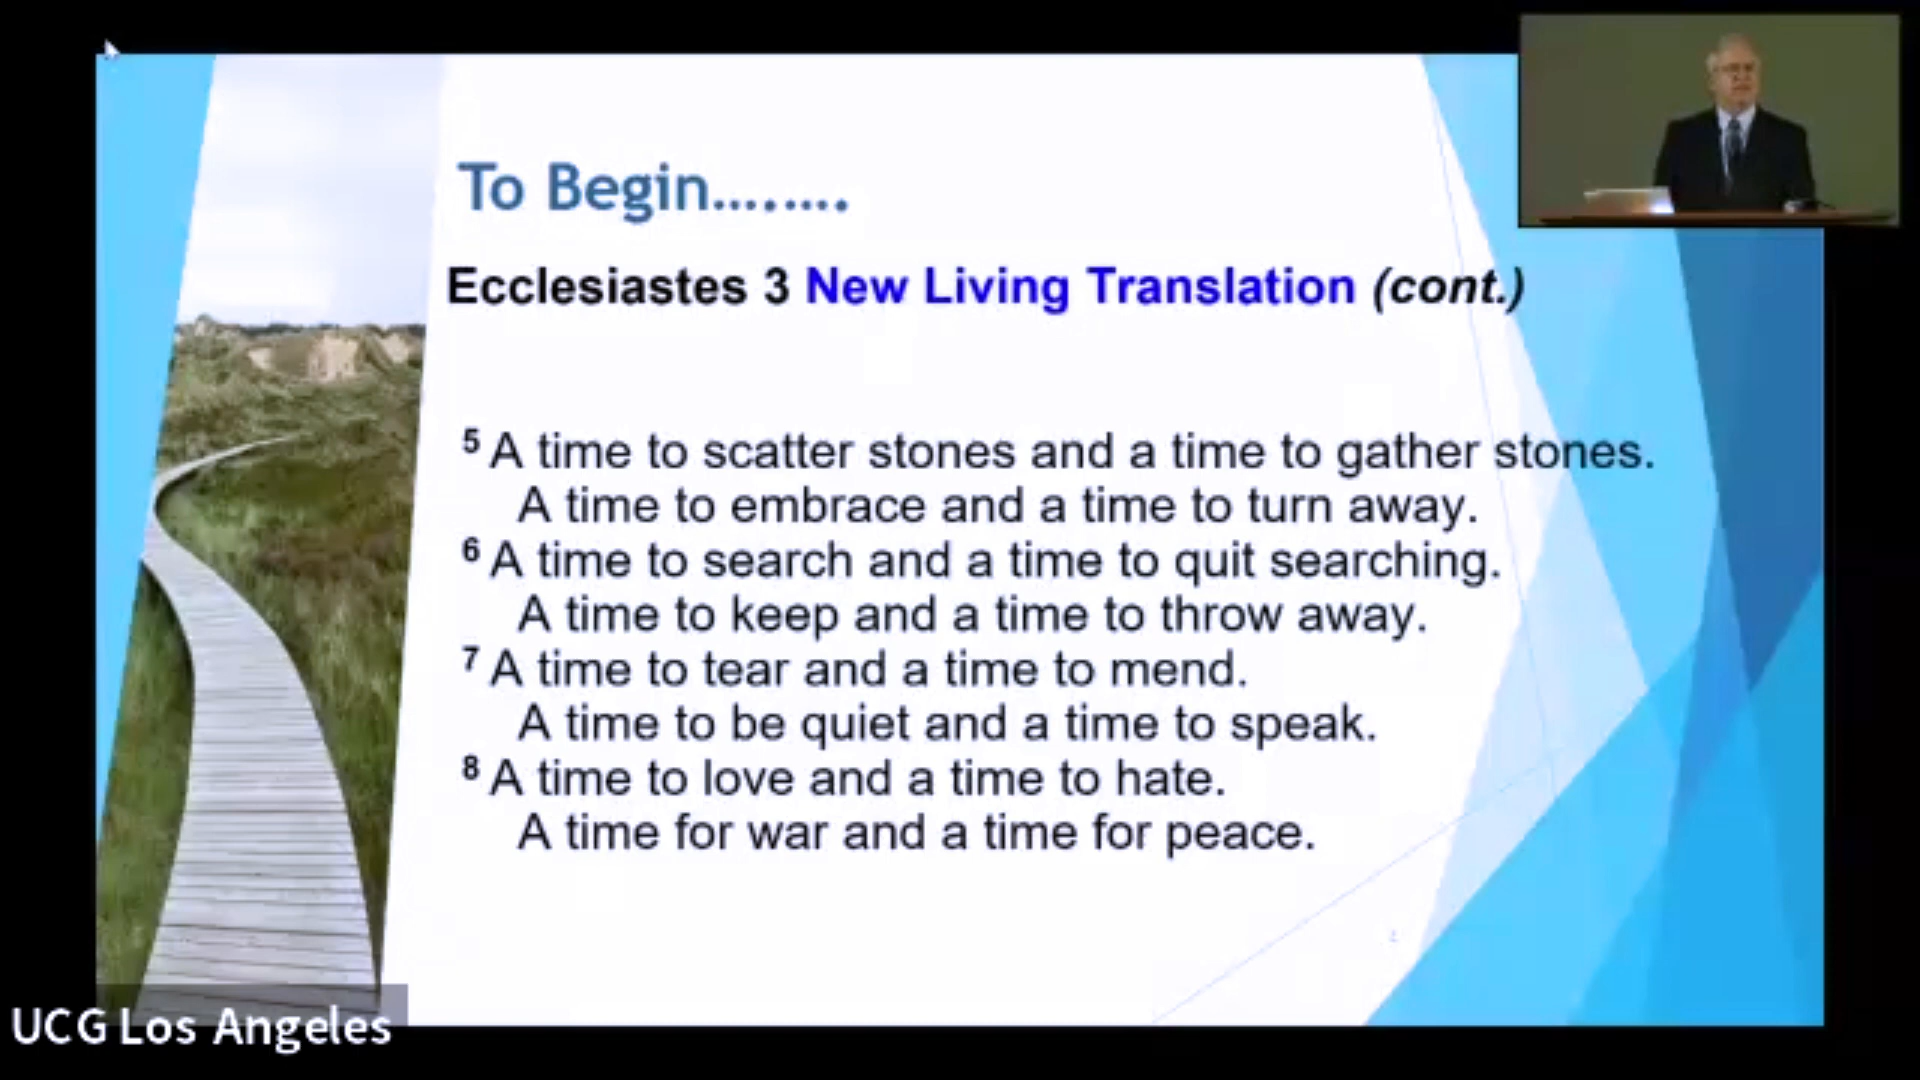 To Begin........
Ecclesiastes 3 New Living Translation (cont.)
5 A time to scatter stones and a time to gather stones.
A time to embrace and a time to turn away.
6 A time to search and a time to quit searching.
A time to keep and a time to throw away.
7 A time to tear and a time to mend.
A time to be quiet and a time to speak.
8 A time to love and a time to hate.
A time for war and a time for peace.
UCG Los Angeles